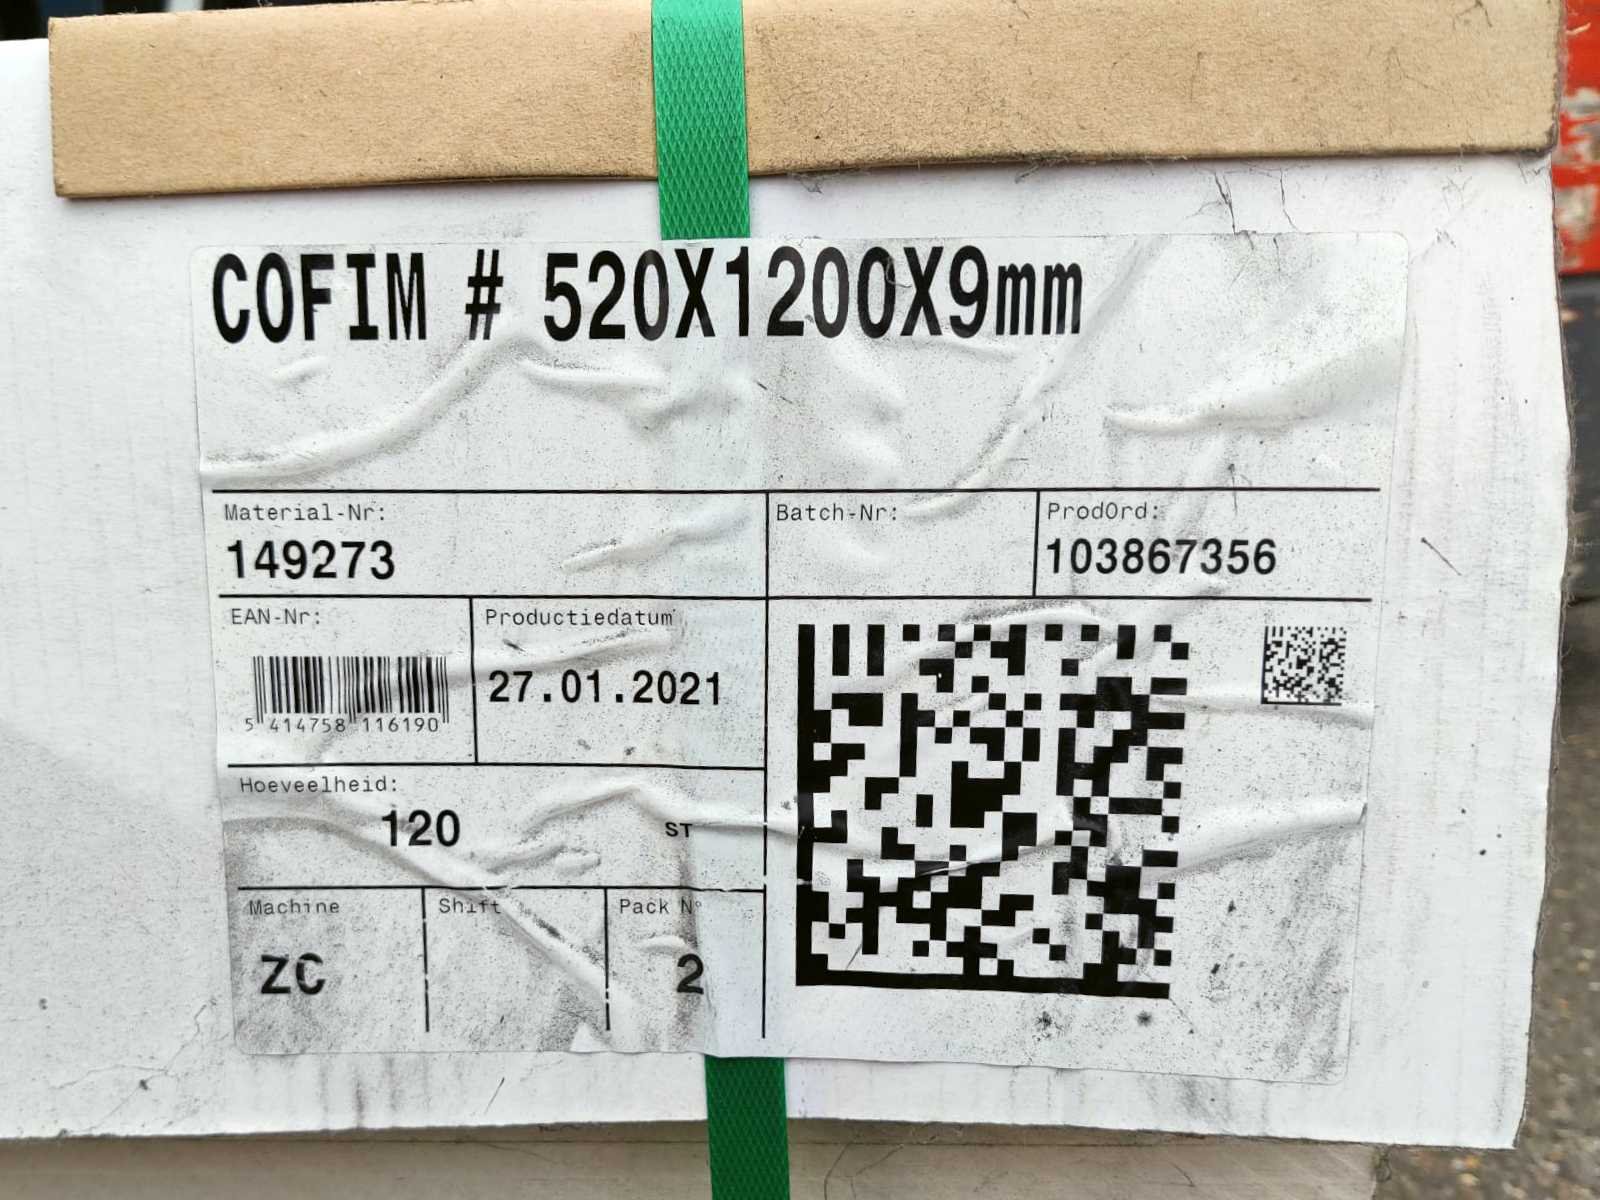 COFIM # 520X1200X9mm
Material-Nr:
149273
Batch-Nr:
ProdOrd:
103867356
EAN-Nr:
5 414758 116190
Productiedatum
27.01.2021
Hoeveelheid:
120 ST
Machine
ZC
Shift
Pack N°
2